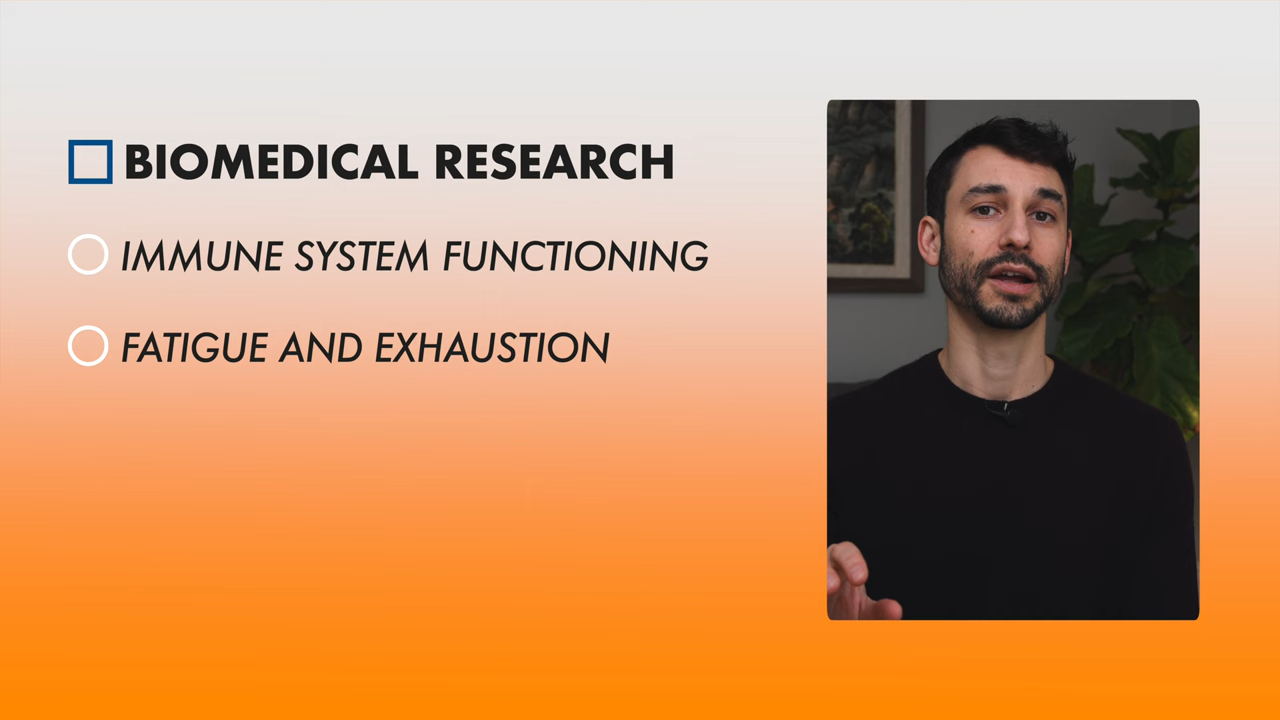 BIOMEDICAL RESEARCH
IMMUNE SYSTEM FUNCTIONING
FATIGUE AND EXHAUSTION